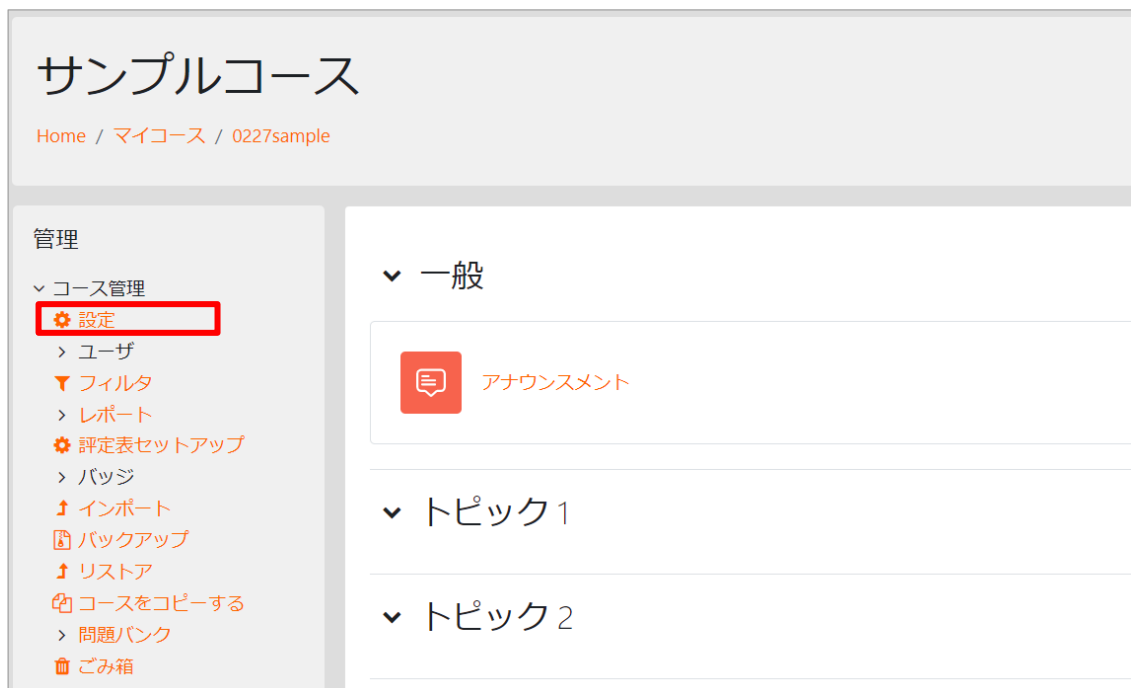 サンプルコース
Home / マイコース / 0227sample
管理
コース管理
設定
ユーザ
フィルタ
レポート
評定表セットアップ
バッジ
インポート
バックアップ
リストア
コースをコピーする
問題バンク
ごみ箱
一般
アナウンスメント
トピック 1
トピック 2